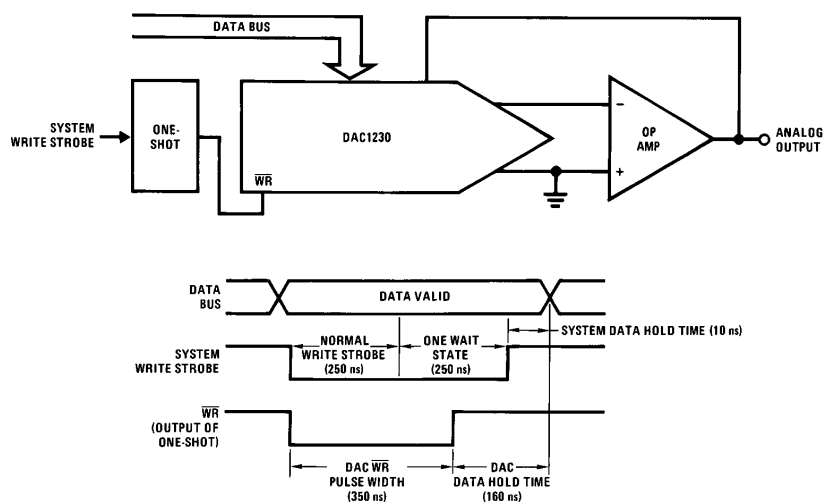 DATA BUS
SYSTEM
WRITE STROBE
ONE-
SHOT
DAC1230
WR
−
+
OP
AMP
ANALOG
OUTPUT
DATA
BUS
DATA VALID
SYSTEM DATA HOLD TIME (10 ns)
SYSTEM
WRITE STROBE
NORMAL
WRITE STROBE
(250 ns)
ONE WAIT
STATE
(250 ns)
WR
(OUTPUT OF
ONE-SHOT)
DAC WR
PULSE WIDTH
(350 ns)
DAC
DATA HOLD TIME
(160 ns)